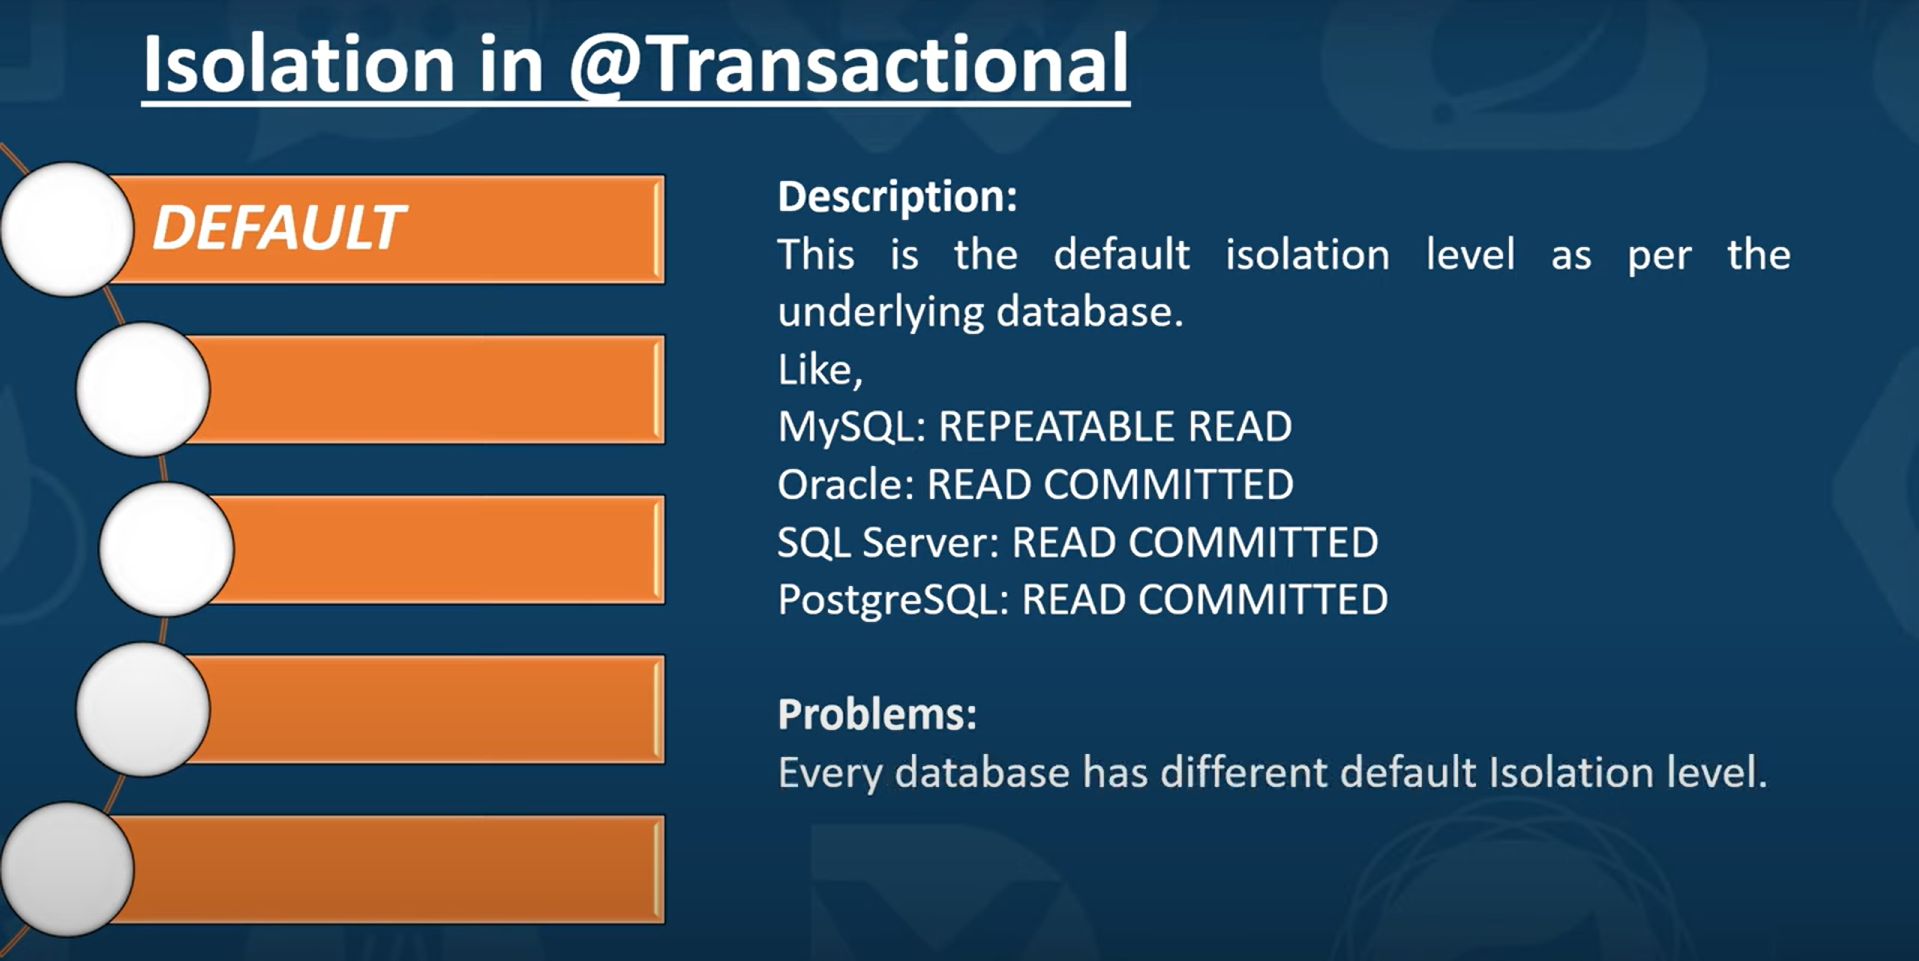 Isolation in @Transactional
DEFAULT
Description:
This is the default isolation level as per the
underlying database.
Like,
MySQL: REPEATABLE READ
Oracle: READ COMMITTED
SQL Server: READ COMMITTED
PostgreSQL: READ COMMITTED
Problems:
Every database has different default Isolation level.